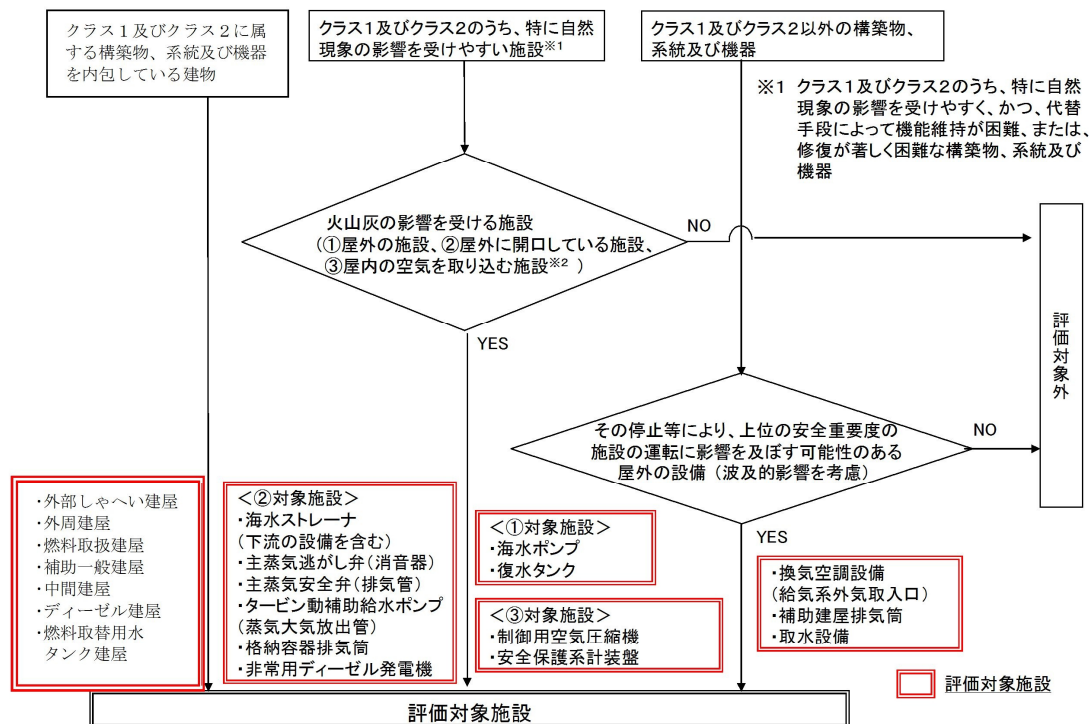 クラス１及びクラス２に属
する構築物、系統及び機器
を内包している建物
クラス1及びクラス2のうち、特に自然
現象の影響を受けやすい施設※1
クラス1及びクラス2以外の構築物、
系統及び機器
※1 クラス1及びクラス2のうち、特に自然
現象の影響を受けやすく、かつ、代替
手段によって機能維持が困難、または、
修復が著しく困難な構築物、系統及び
機器
火山灰の影響を受ける施設
(①屋外の施設、②屋外に開口している施設、
③屋内の空気を取り込む施設※2 )
NO
YES
評価対象外
その停止等により、上位の安全重要度の
施設の運転に影響を及ぼす可能性のある
屋外の設備(波及的影響を考慮)
NO
YES
・外部しゃへい建屋
・外周建屋
・燃料取扱建屋
・補助一般建屋
・中間建屋
・ディーゼル建屋
・燃料取替用水
タンク建屋
＜②対象施設＞
・海水ストレーナ
(下流の設備を含む)
・主蒸気逃がし弁(消音器)
・主蒸気安全弁(排気管)
・タービン動補助給水ポンプ
(蒸気大気放出管)
・格納容器排気筒
・非常用ディーゼル発電機
＜①対象施設＞
・海水ポンプ
・復水タンク
＜③対象施設＞
・制御用空気圧縮機
・安全保護系計装盤
・換気空調設備
(給気系外気取入口)
・補助建屋排気筒
・取水設備
評価対象施設
評価対象施設